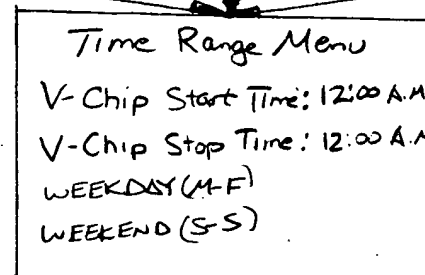 Time Range Menu
V-Chip Start Time: 12:00 A.M
V-Chip Stop Time: 12:00 A.M
WEEKDAY (M-F)
WEEKEND (S-S)